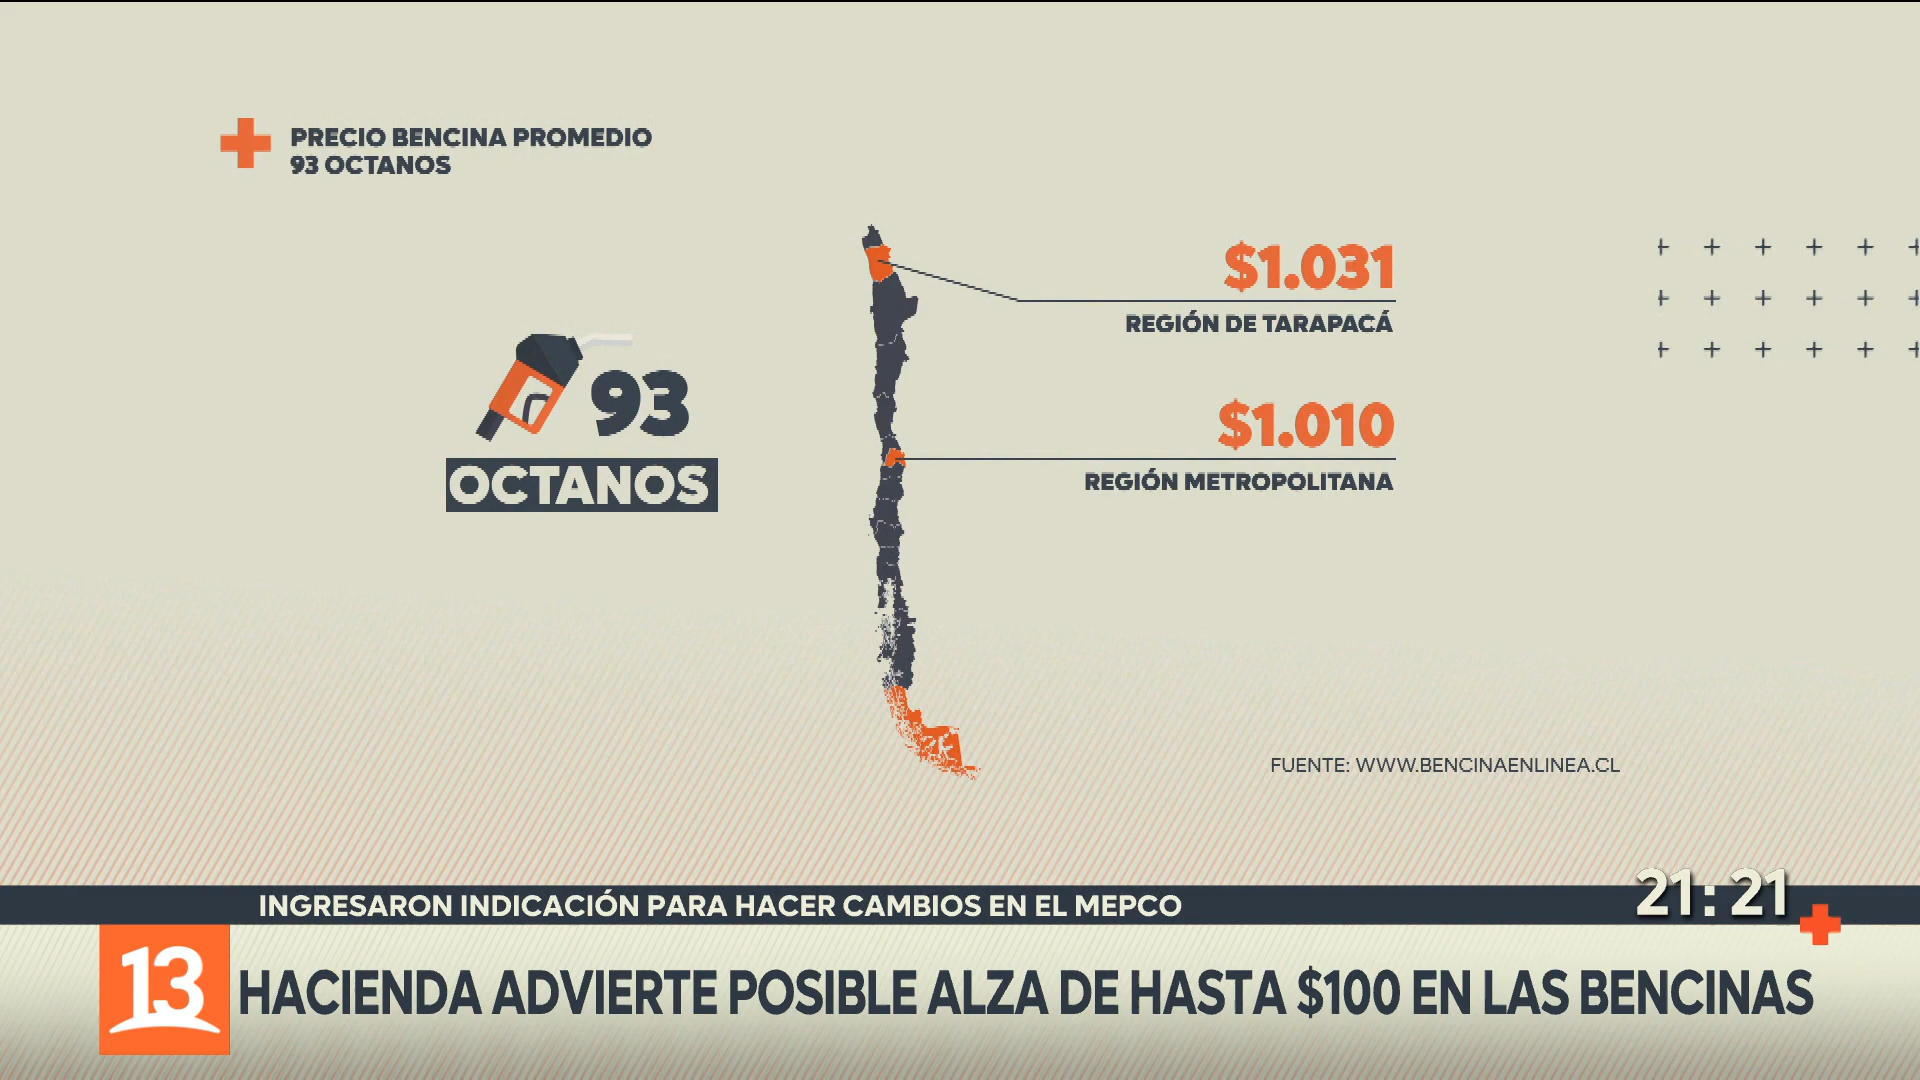 PRECIO BENCINA PROMEDIO
93 OCTANOS
93
OCTANOS
$1.031
REGIÓN DE TARAPACÁ
$1.010
REGIÓN METROPOLITANA
FUENTE: WWW.BENCINAENLINEA.CL
INGRESARON INDICACIÓN PARA HACER CAMBIOS EN EL MEPCO
21:21
13
HACIENDA ADVIERTE POSIBLE ALZA DE HASTA $100 EN LAS BENCINAS